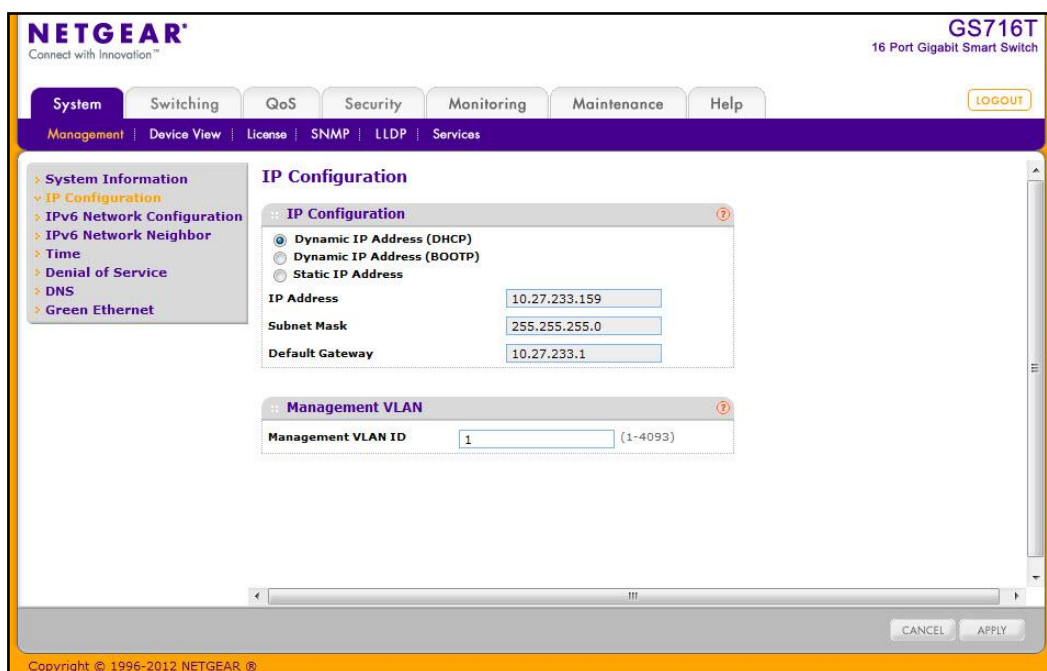 NETGEAR®
Connect with Innovation™
GS716T
16 Port Gigabit Smart Switch
System
Switching
QoS
Security
Monitoring
Maintenance
Help
LOGOUT
Management
Device View
License
SNMP
LLDP
Services
System Information
IP Configuration
IPv6 Network Configuration
IPv6 Network Neighbor
Time
Denial of Service
DNS
Green Ethernet
IP Configuration
IP Configuration
Dynamic IP Address (DHCP)
Dynamic IP Address (BOOTP)
Static IP Address
IP Address 10.27.233.159
Subnet Mask 255.255.255.0
Default Gateway 10.27.233.1
Management VLAN
Management VLAN ID 1 (1-4093)
CANCEL
APPLY
Copyright © 1996-2012 NETGEAR ®